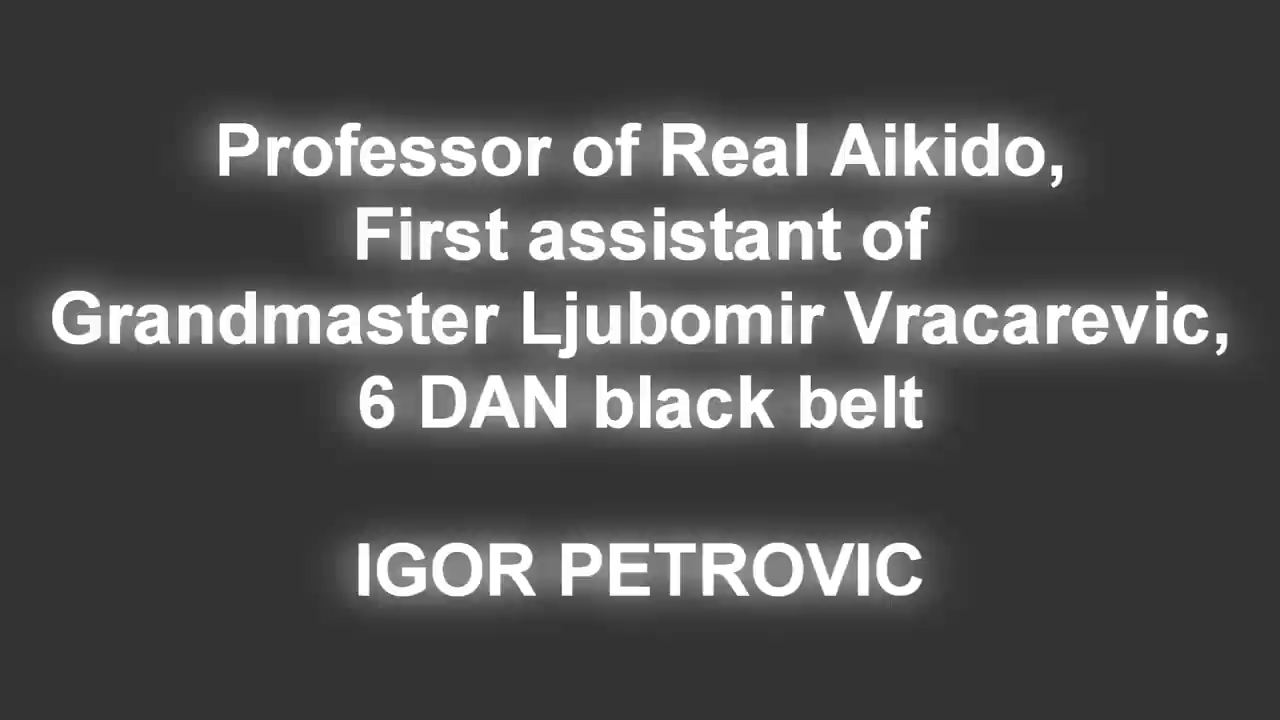 Professor of Real Aikido,
First assistant of
Grandmaster Ljubomir Vracarevic,
6 DAN black belt
IGOR PETROVIC